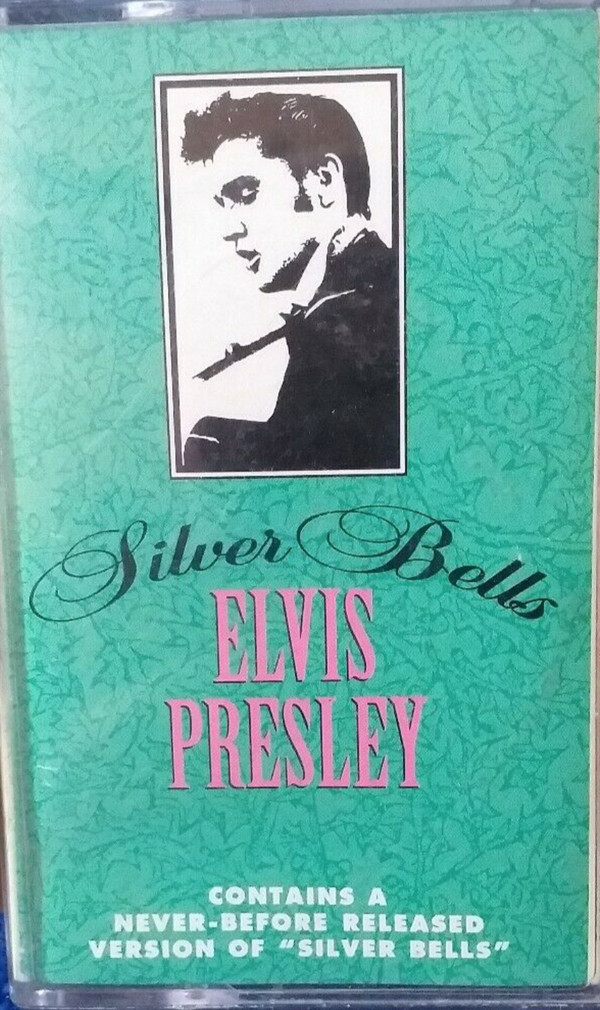 Silver Bells
ELVIS
PRESLEY
CONTAINS A
NEVER-BEFORE RELEASED
VERSION OF "SILVER BELLS"